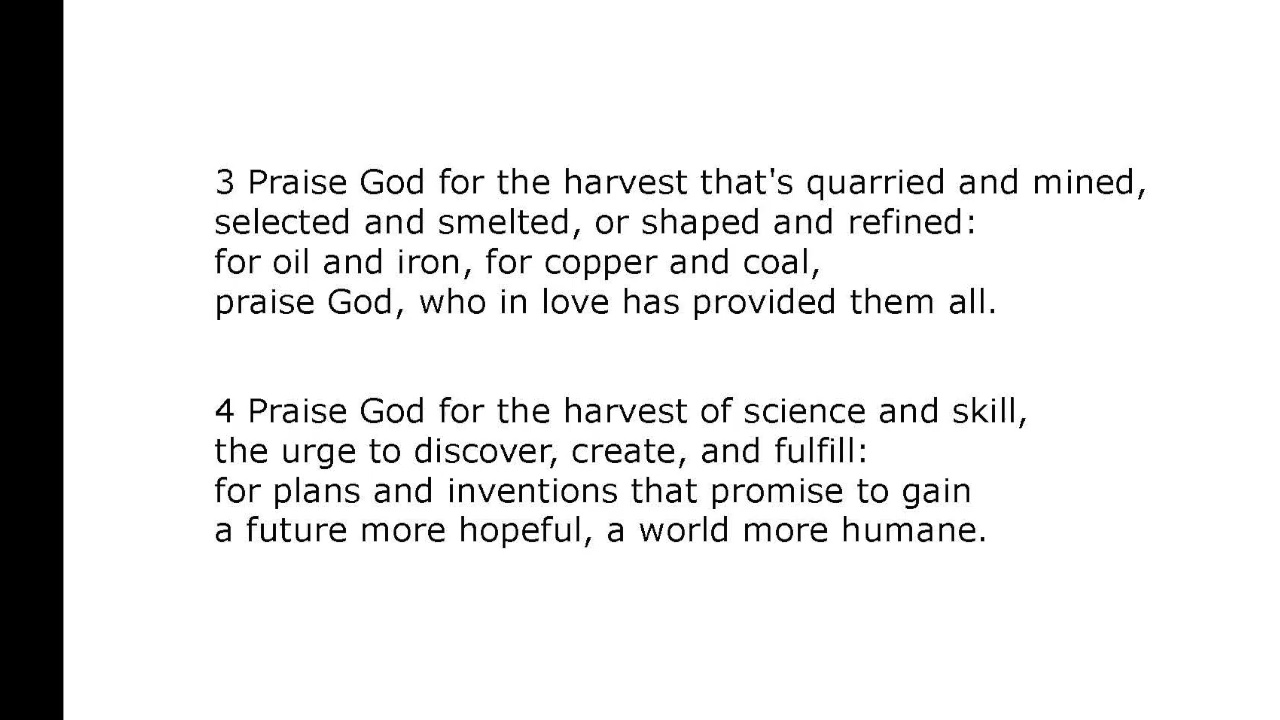 3 Praise God for the harvest that's quarried and mined,
selected and smelted, or shaped and refined:
for oil and iron, for copper and coal,
praise God, who in love has provided them all.
4 Praise God for the harvest of science and skill,
the urge to discover, create, and fulfill:
for plans and inventions that promise to gain
a future more hopeful, a world more humane.